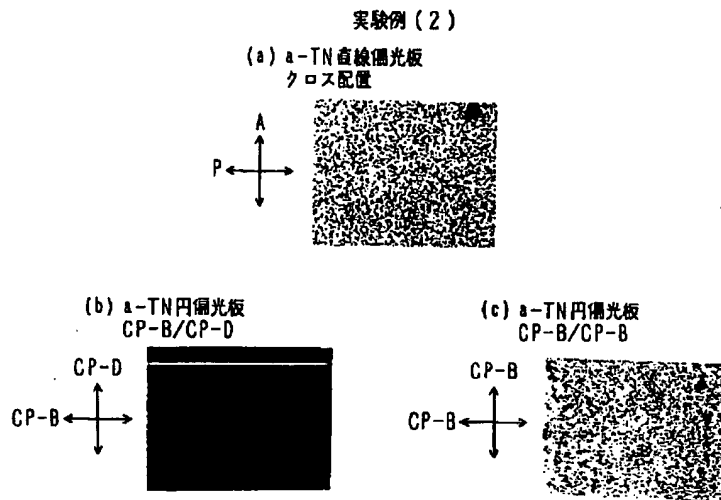 実験例(2)
(a) a-TN直線偏光板
クロス配置
A
P
(b) a-TN円偏光板
CP-B/CP-D
CP-D
CP-B
(c) a-TN円偏光板
CP-B/CP-B
CP-B
CP-B